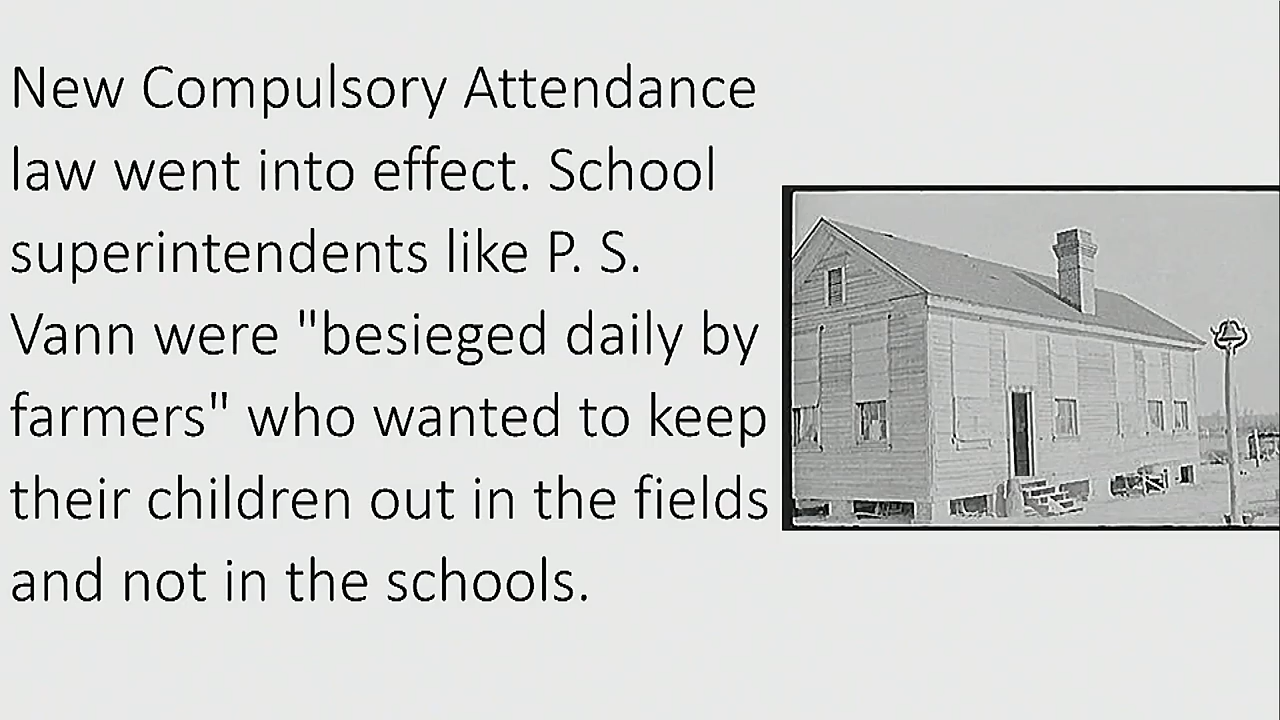 New Compulsory Attendance
law went into effect. School
superintendents like P. S.
Vann were "besieged daily by
farmers" who wanted to keep
their children out in the fields
and not in the schools.